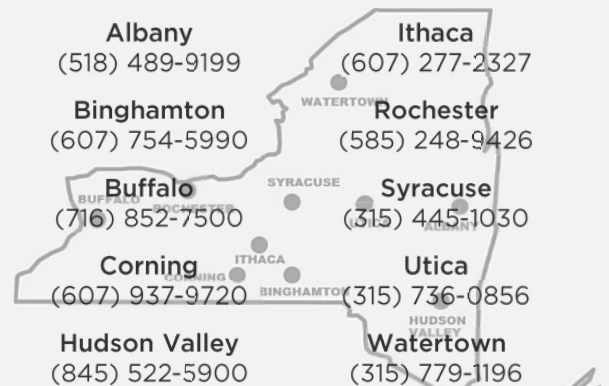 Albany
(518) 489-9199
Binghamton
(607) 754-5990
Buffalo
(716) 852-7500
Corning
(607) 937-9720
Hudson Valley
(845) 522-5900
Ithaca
(607) 277-2327
Rochester
(585) 248-9426
Syracuse
(315) 445-1030
Utica
(315) 736-0856
Watertown
(315) 779-1196
WATERTOWN
SYRACUSE
BUFFALO
ROCHESTER
UTICA
ALBANY
ITHACA
CORNING
BINGHAMTON
HUDSON
VALLEY